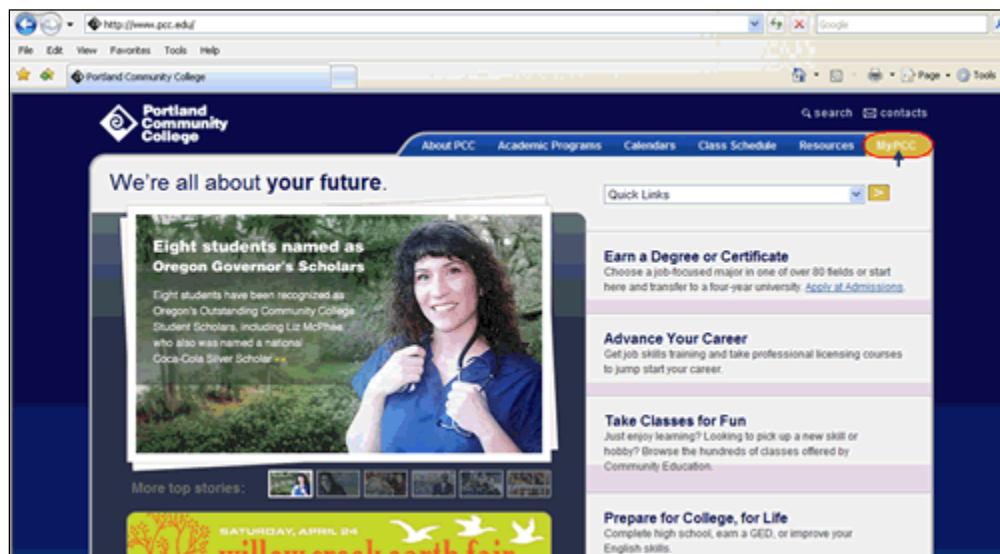 http://www.pcc.edu/
Google
File Edit View Favorites Tools Help
Portland Community College
Page Tools
Portland
Community
College
search contacts
About PCC Academic Programs Calendars Class Schedule Resources MyPCC
We're all about your future.
Quick Links
Eight students named as
Oregon Governor's Scholars
Eight students have been recognized as
Oregon's Outstanding Community College
Student Scholars, including Liz McPhee,
who also was named a national
Coca-Cola Silver Scholar
More top stories:
SATURDAY, APRIL 24
willow creek earth fair
Earn a Degree or Certificate
Choose a job-focused major in one of over 80 fields or start
here and transfer to a four-year university. Apply at Admissions.
Advance Your Career
Get job skills training and take professional licensing courses
to jump start your career.
Take Classes for Fun
Just enjoy learning? Looking to pick up a new skill or
hobby? Browse the hundreds of classes offered by
Community Education.
Prepare for College, for Life
Complete high school, earn a GED, or improve your
English skills.